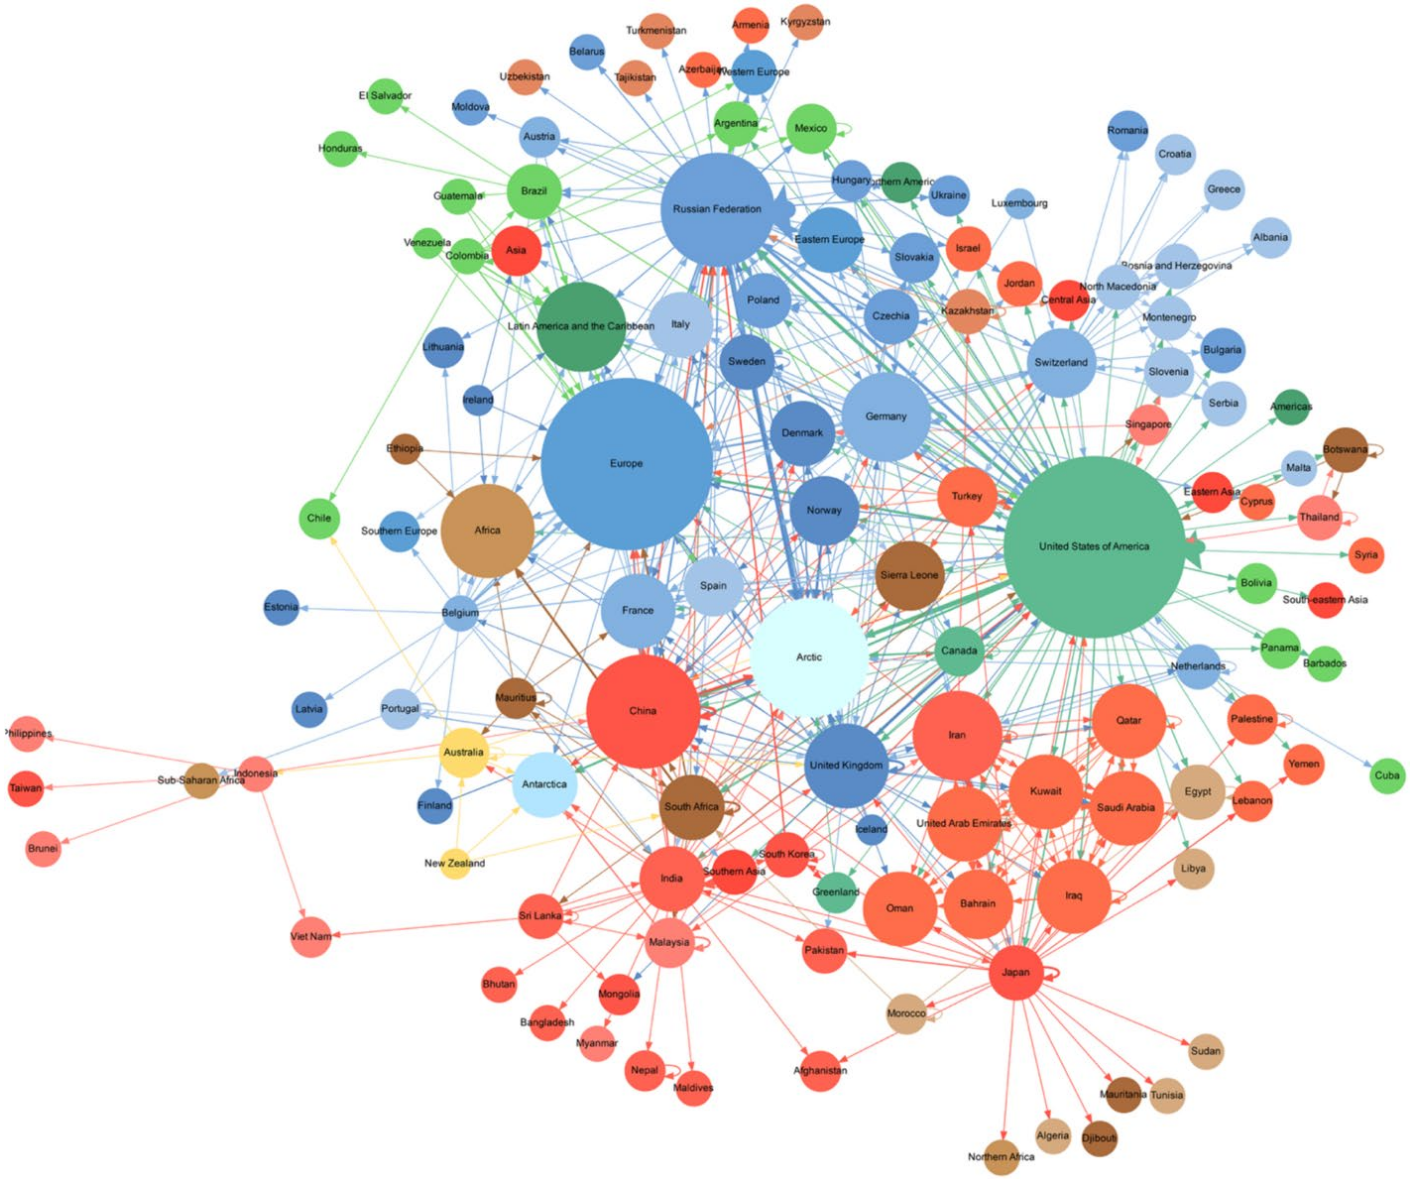 Turkmenistan
Armenia
Kyrgyzstan
Belarus
Uzbekistan
Tajikistan
Azerbaijan
Western Europe
El Salvador
Moldova
Austria
Argentina
Mexico
Romania
Honduras
Croatia
Brazil
Guatemala
Russian Federation
Hungary
Northern Americ
Ukraine
Luxembourg
Greece
Venezuela
Colombia
Asia
Eastern Europe
Slovakia
Israel
Albania
Bosnia and Herzegovina
Jordan
Central Asia
North Macedonia
Kazakhstan
Montenegro
Latin America and the Caribbean
Italy
Poland
Czechia
Lithuania
Sweden
Switzerland
Bulgaria
Slovenia
Ireland
Serbia
Americas
Germany
Denmark
Singapore
Ethiopia
Botswana
Europe
Malta
Turkey
Eastern Asia
Cyprus
Chile
Southern Europe
Africa
Norway
Thailand
United States of America
Syria
Sierra Leone
Spain
Bolivia
South-eastern Asia
Estonia
Belgium
France
Arctic
Canada
Panama
Barbados
Netherlands
Latvia
Portugal
Mauritius
China
Philippines
Iran
Qatar
Palestine
Australia
Taiwan
Sub-Saharan Africa
Indonesia
Antarctica
United Kingdom
Yemen
Cuba
Kuwait
Egypt
Lebanon
Finland
South Africa
United Arab Emirates
Saudi Arabia
Iceland
Brunei
New Zealand
India
Southern Asia
South Korea
Greenland
Libya
Oman
Bahrain
Iraq
Sri Lanka
Viet Nam
Malaysia
Pakistan
Japan
Bhutan
Mongolia
Morocco
Bangladesh
Myanmar
Nepal
Maldives
Afghanistan
Sudan
Mauritania
Tunisia
Algeria
Djibouti
Northern Africa